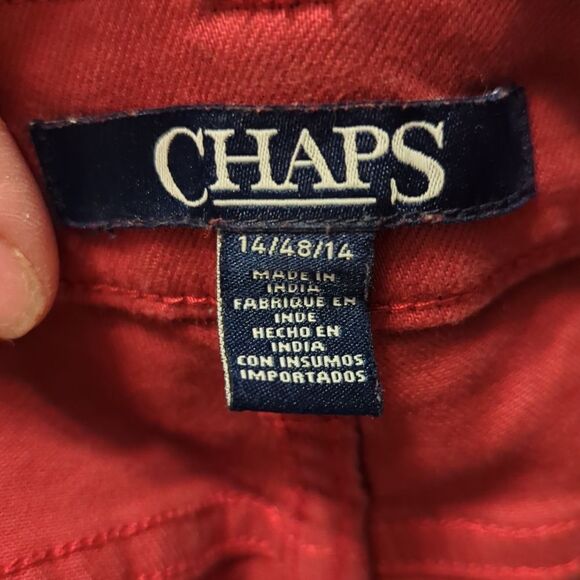 CHAPS
14/48/14
MADE IN
INDIA
FABRIQUE EN
INDE
HECHO EN
INDIA
CON INSUMOS
IMPORTADOS